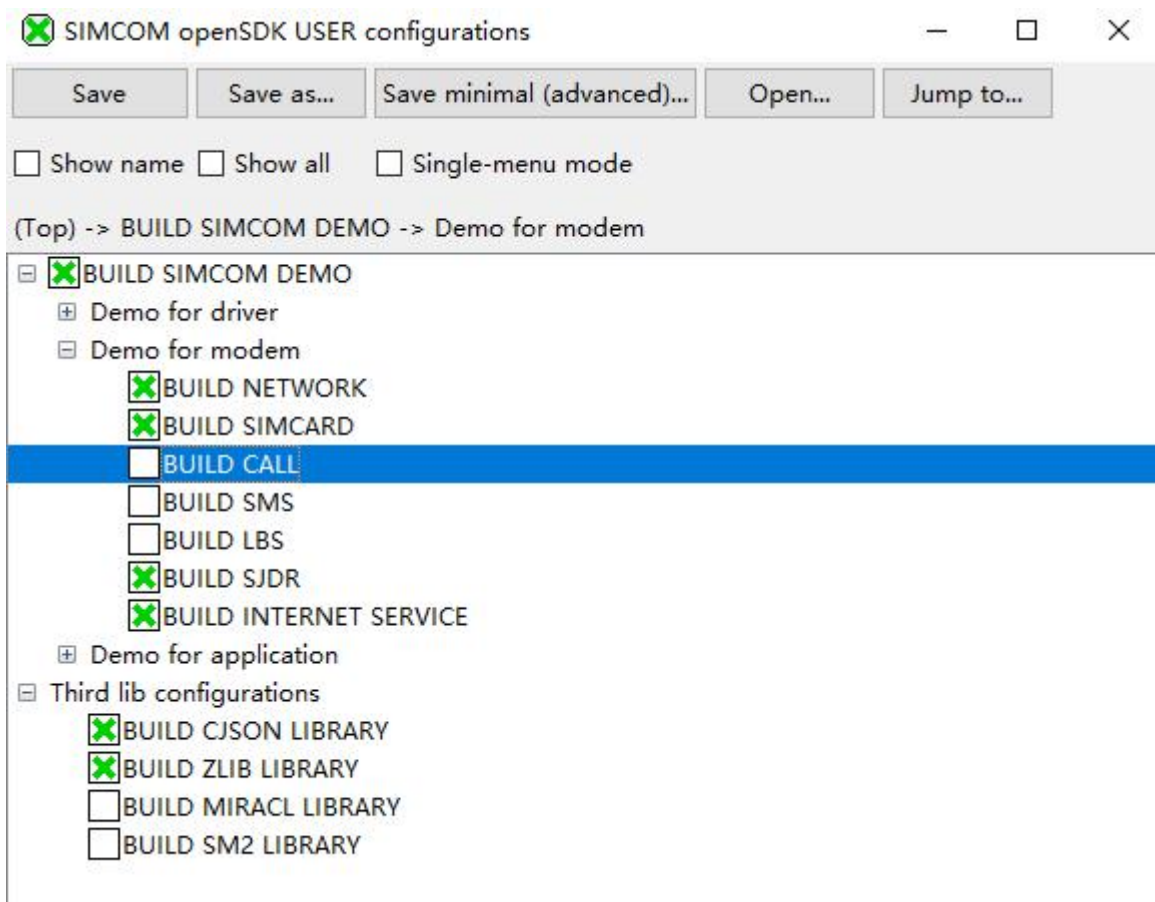 SIMCOM openSDK USER configurations
Save Save as... Save minimal (advanced)... Open... Jump to...
Show name Show all Single-menu mode
(Top) -> BUILD SIMCOM DEMO -> Demo for modem
BUILD SIMCOM DEMO
Demo for driver
Demo for modem
BUILD NETWORK
BUILD SIMCARD
BUILD CALL
BUILD SMS
BUILD LBS
BUILD SJDR
BUILD INTERNET SERVICE
Demo for application
Third lib configurations
BUILD CJSON LIBRARY
BUILD ZLIB LIBRARY
BUILD MIRACL LIBRARY
BUILD SM2 LIBRARY